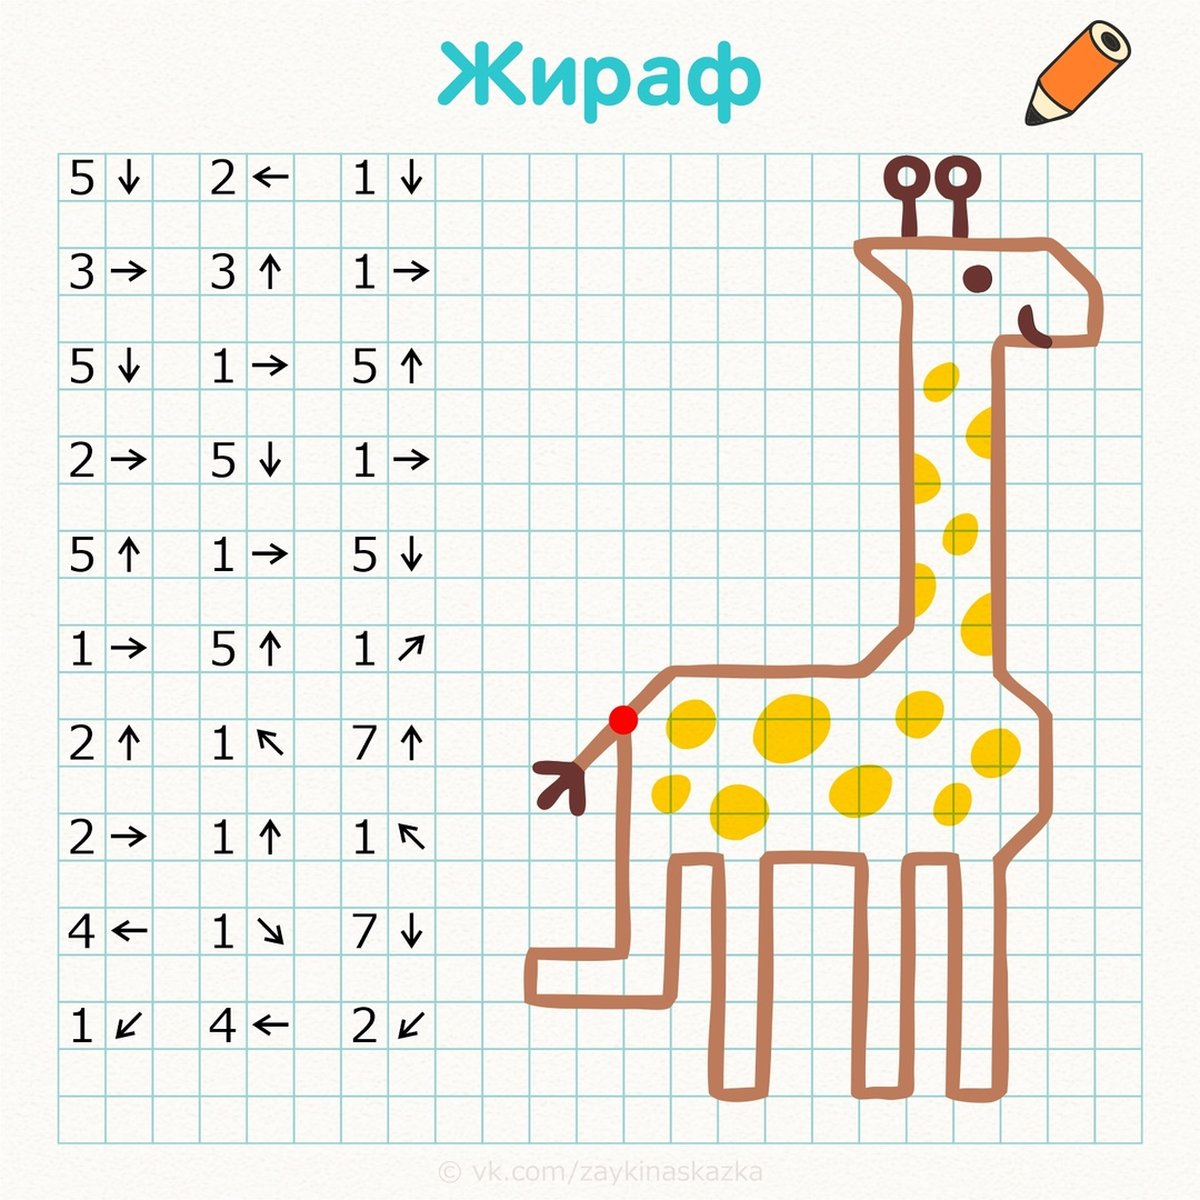 Жираф
5 ↓ 2 ← 1 ↓
3 → 3 ↑ 1 →
5 ↓ 1 → 5 ↑
2 → 5 ↓ 1 →
5 ↑ 1 → 5 ↓
1 → 5 ↑ 1 ↗
2 ↑ 1 ↖ 7 ↑
2 → 1 ↑ 1 ↖
4 ← 1 ↘ 7 ↓
1 ↙ 4 ← 2 ↙
© vk.com/zaykinaskazka